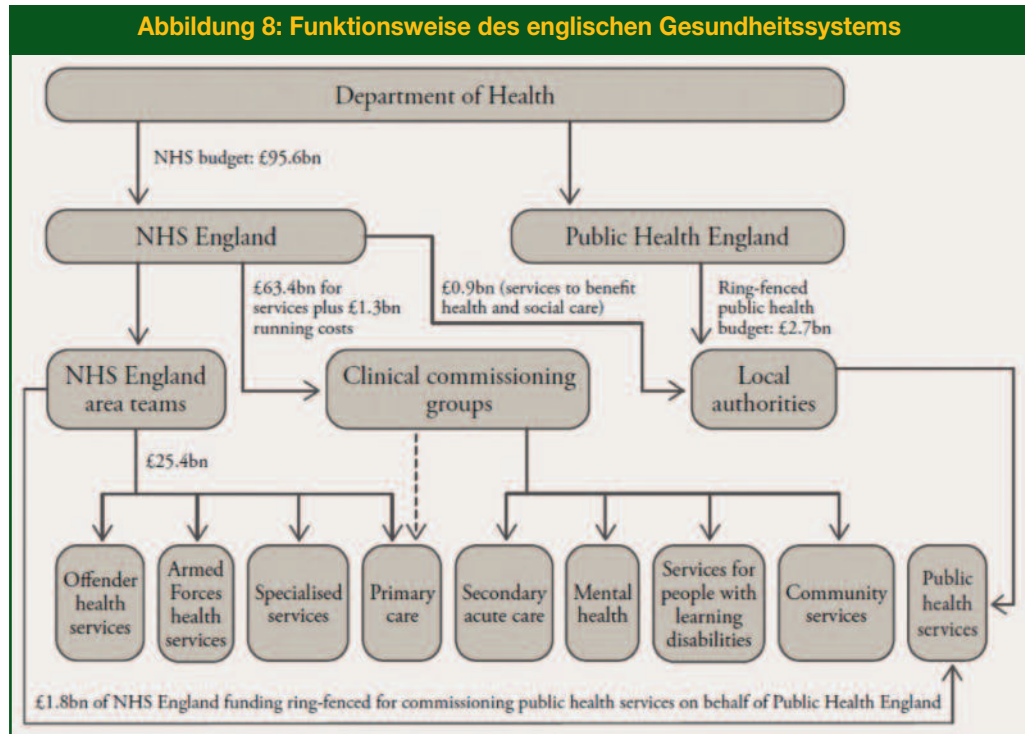 Abbildung 8: Funktionsweise des englischen Gesundheitssystems
Department of Health
NHS budget: £95.6bn
NHS England
Public Health England
£63.4bn for
services plus £1.3bn
running costs
£0.9bn (services to benefit
health and social care)
Ring-fenced
public health
budget: £2.7bn
NHS England
area teams
Clinical commissioning
groups
Local
authorities
£25.4bn
Offender
health
services
Armed
Forces
health
services
Specialised
services
Primary
care
Secondary
acute care
Mental
health
Services for
people with
learning
disabilities
Community
services
Public
health
services
£1.8bn of NHS England funding ring-fenced for commissioning public health services on behalf of Public Health England